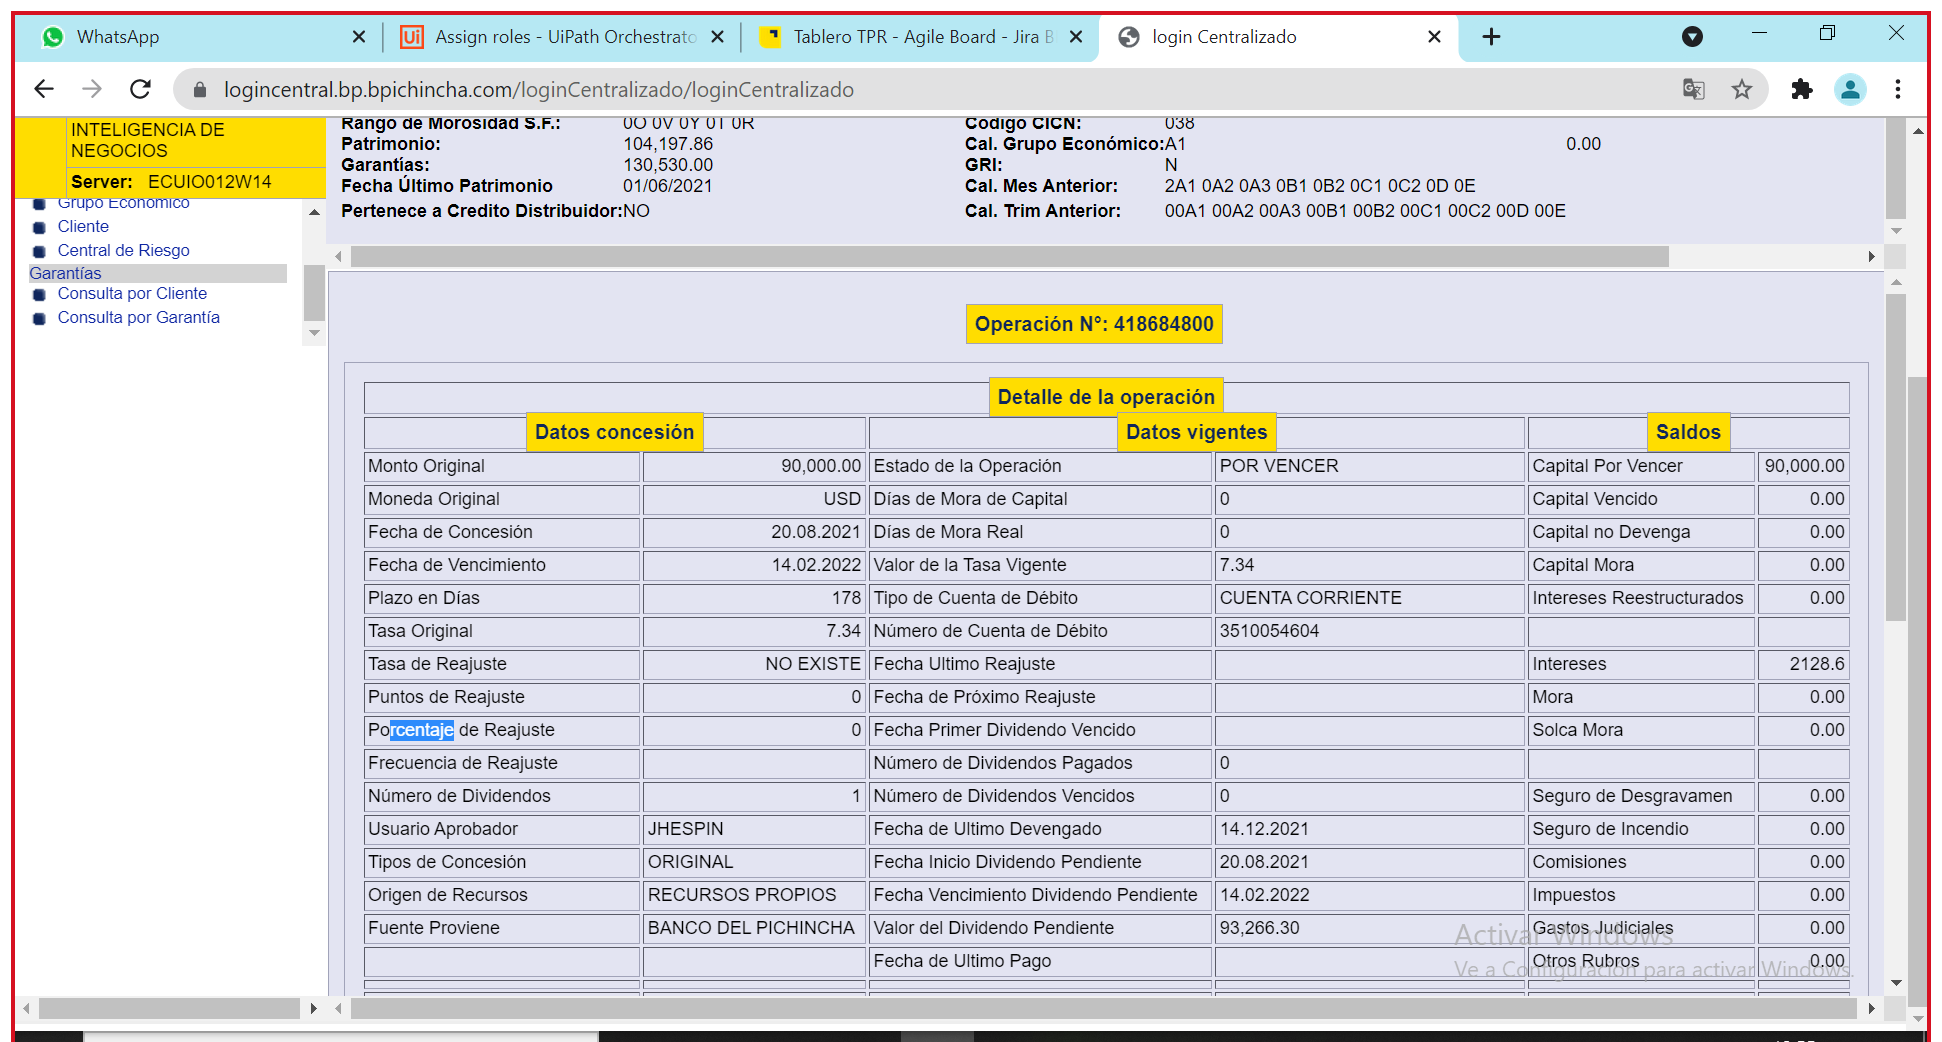 WhatsApp
Assign roles - UiPath Orchestrato
Tablero TPR - Agile Board - Jira B
login Centralizado
logincentral.bp.bpichincha.com/loginCentralizado/loginCentralizado
INTELIGENCIA DE
NEGOCIOS
Server: ECUIO012W14
Grupo Económico
Cliente
Central de Riesgo
Garantías
Consulta por Cliente
Consulta por Garantía
Rango de Morosidad S.F.: 0O 0V 0Y 0T 0R Código CICN: 038
Patrimonio: 104,197.86 Cal. Grupo Económico:A1 0.00
Garantías: 130,530.00 GRI: N
Fecha Último Patrimonio 01/06/2021 Cal. Mes Anterior: 2A1 0A2 0A3 0B1 0B2 0C1 0C2 0D 0E
Pertenece a Credito Distribuidor:NO Cal. Trim Anterior: 00A1 00A2 00A3 00B1 00B2 00C1 00C2 00D 00E
Operación N°: 418684800
Detalle de la operación
Datos concesión Datos vigentes Saldos
Monto Original 90,000.00 Estado de la Operación POR VENCER Capital Por Vencer 90,000.00
Moneda Original USD Días de Mora de Capital 0 Capital Vencido 0.00
Fecha de Concesión 20.08.2021 Días de Mora Real 0 Capital no Devenga 0.00
Fecha de Vencimiento 14.02.2022 Valor de la Tasa Vigente 7.34 Capital Mora 0.00
Plazo en Días 178 Tipo de Cuenta de Débito CUENTA CORRIENTE Intereses Reestructurados 0.00
Tasa Original 7.34 Número de Cuenta de Débito 3510054604
Tasa de Reajuste NO EXISTE Fecha Ultimo Reajuste Intereses 2128.6
Puntos de Reajuste 0 Fecha de Próximo Reajuste Mora 0.00
Porcentaje de Reajuste 0 Fecha Primer Dividendo Vencido Solca Mora 0.00
Frecuencia de Reajuste Número de Dividendos Pagados 0
Número de Dividendos 1 Número de Dividendos Vencidos 0 Seguro de Desgravamen 0.00
Usuario Aprobador JHESPIN Fecha de Ultimo Devengado 14.12.2021 Seguro de Incendio 0.00
Tipos de Concesión ORIGINAL Fecha Inicio Dividendo Pendiente 20.08.2021 Comisiones 0.00
Origen de Recursos RECURSOS PROPIOS Fecha Vencimiento Dividendo Pendiente 14.02.2022 Impuestos 0.00
Fuente Proviene BANCO DEL PICHINCHA Valor del Dividendo Pendiente 93,266.30 Gastos Judiciales 0.00
Fecha de Ultimo Pago Otros Rubros 0.00
Activar Windows
Ve a Configuración para activar Windows.